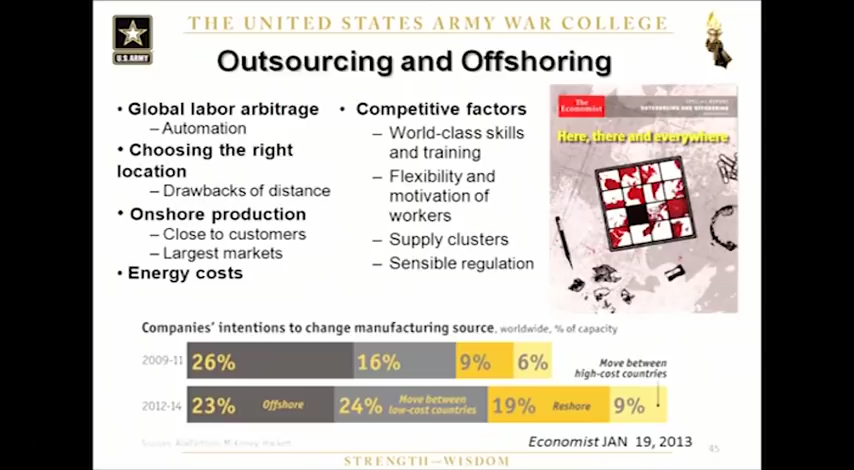 THE UNITED STATES ARMY WAR COLLEGE
U.S.ARMY
Outsourcing and Offshoring
• Global labor arbitrage
– Automation
• Choosing the right
location
– Drawbacks of distance
• Onshore production
– Close to customers
– Largest markets
• Energy costs
• Competitive factors
– World-class skills
and training
– Flexibility and
motivation of
workers
– Supply clusters
– Sensible regulation
The
Economist
SPECIAL REPORT
OUTSOURCING AND OFFSHORING
Here, there and everywhere
Companies' intentions to change manufacturing source, worldwide, % of capacity
2009-11 26% 16% 9% 6%
Move between
high-cost countries
2012-14 23% Offshore 24% Move between
low-cost countries 19% Reshore 9%
Economist JAN 19, 2013
45
STRENGTH—WISDOM